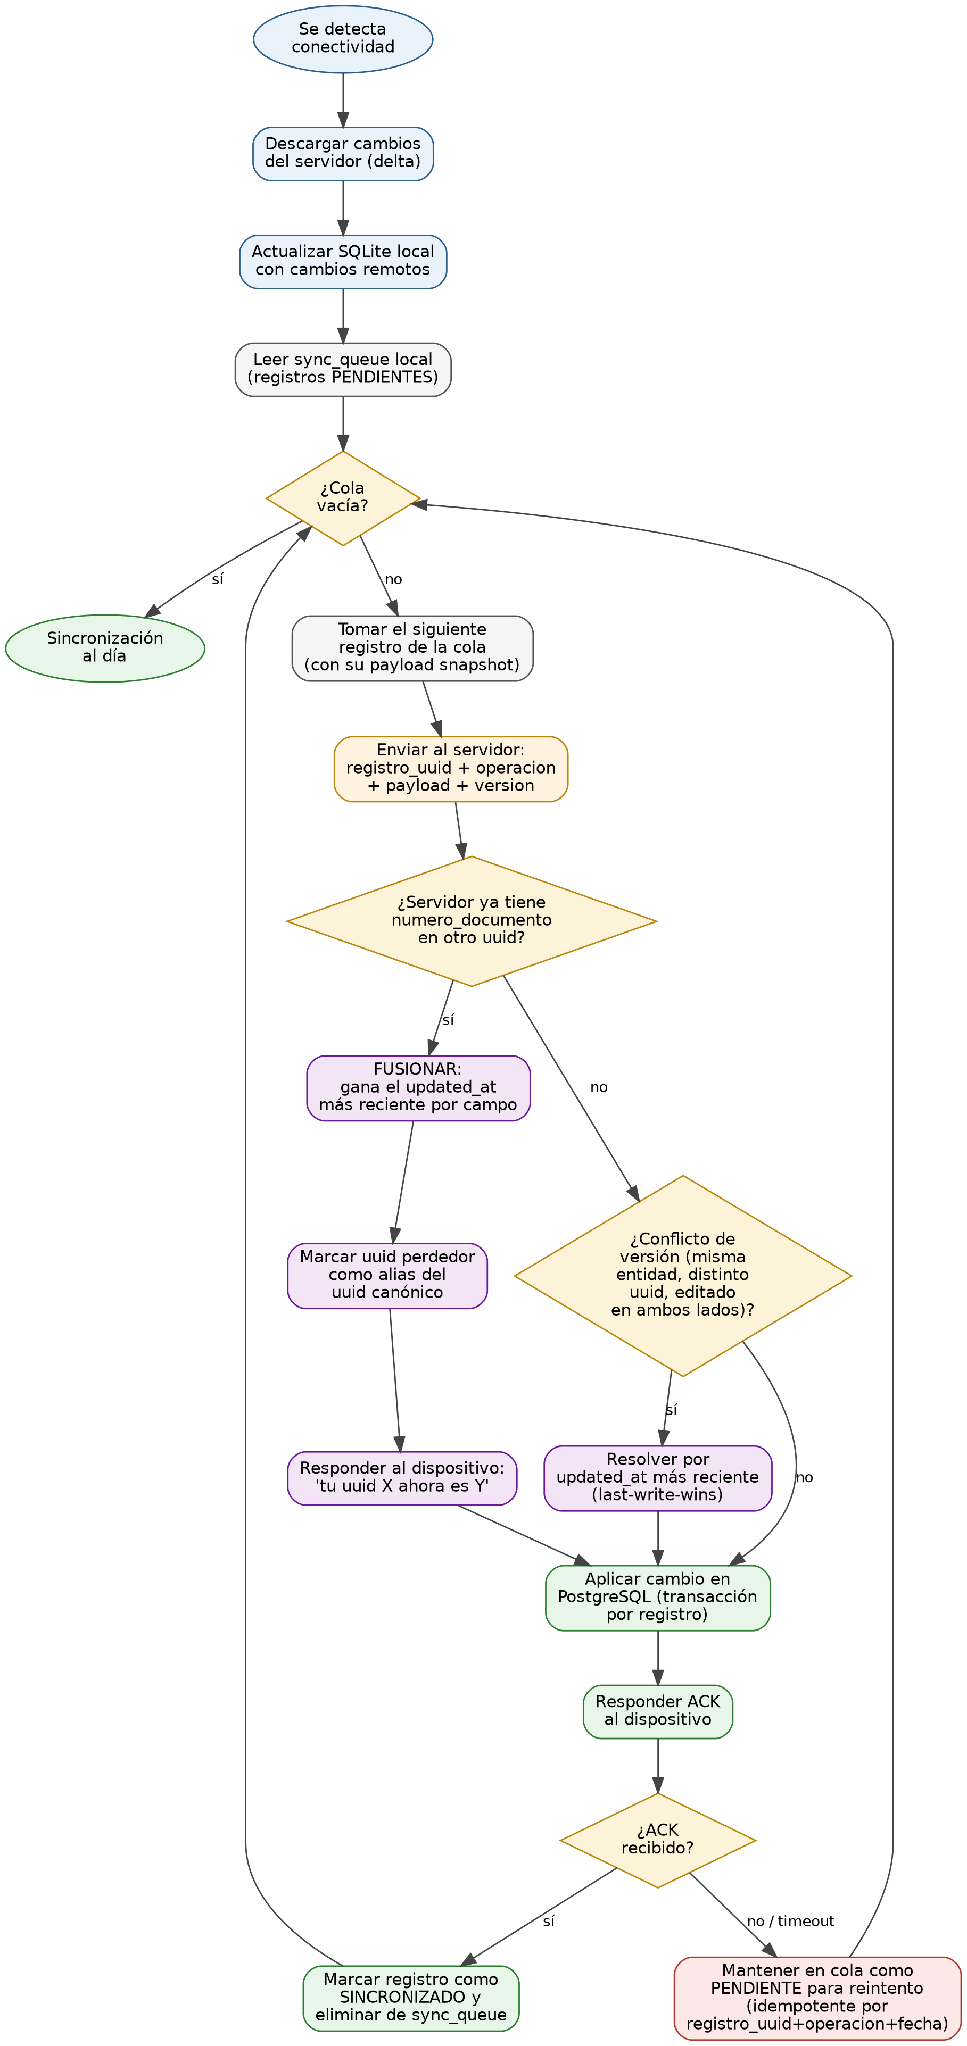 Se detecta
conectividad
Descargar cambios
del servidor (delta)
Actualizar SQLite local
con cambios remotos
Leer sync_queue local
(registros PENDIENTES)
¿Cola
vacía?
sí
no
Sincronización
al día
Tomar el siguiente
registro de la cola
(con su payload snapshot)
Enviar al servidor:
registro_uuid + operacion
+ payload + version
¿Servidor ya tiene
numero_documento
en otro uuid?
sí
no
FUSIONAR:
gana el updated_at
más reciente por campo
Marcar uuid perdedor
como alias del
uuid canónico
¿Conflicto de
versión (misma
entidad, distinto
uuid, editado
en ambos lados)?
sí
no
Responder al dispositivo:
'tu uuid X ahora es Y'
Resolver por
updated_at más reciente
(last-write-wins)
Aplicar cambio en
PostgreSQL (transacción
por registro)
Responder ACK
al dispositivo
¿ACK
recibido?
sí
no / timeout
Marcar registro como
SINCRONIZADO y
eliminar de sync_queue
Mantener en cola como
PENDIENTE para reintento
(idempotente por
registro_uuid+operacion+fecha)